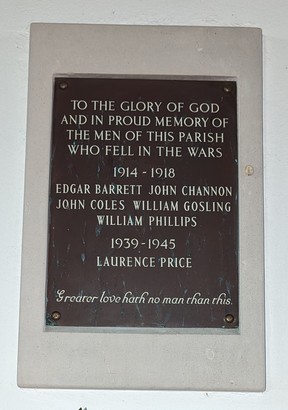 TO THE GLORY OF GOD
AND IN PROUD MEMORY OF
THE MEN OF THIS PARISH
WHO FELL IN THE WARS
1914 - 1918
EDGAR BARRETT JOHN CHANNON
JOHN COLES WILLIAM GOSLING
WILLIAM PHILLIPS
1939-1945
LAURENCE PRICE
Greater love hath no man than this.